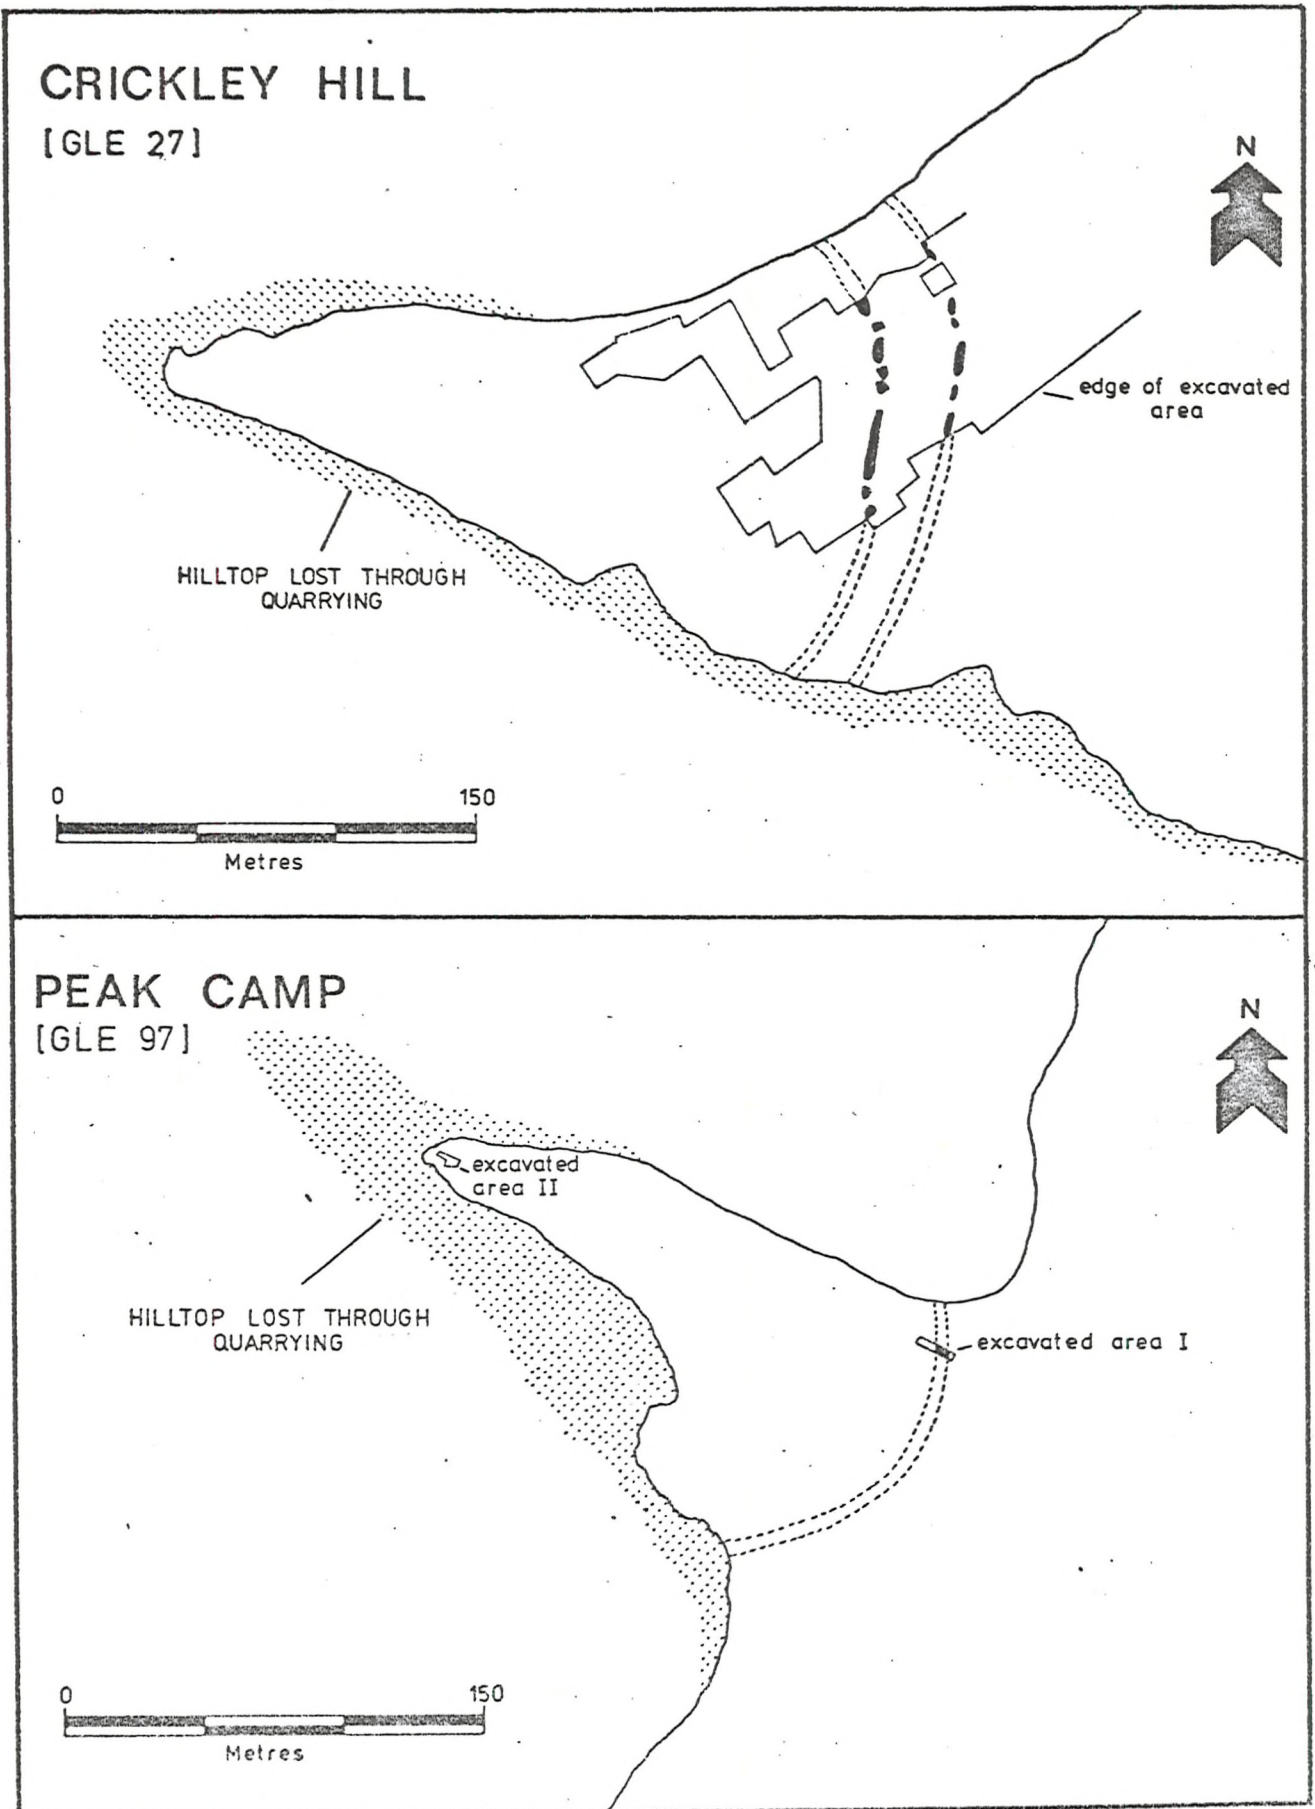 CRICKLEY HILL
[GLE 27]
N
edge of excavated
area
HILLTOP LOST THROUGH
QUARRYING
0 150
Metres
PEAK CAMP
[GLE 97]
N
excavated
area II
HILLTOP LOST THROUGH
QUARRYING
excavated area I
0 150
Metres